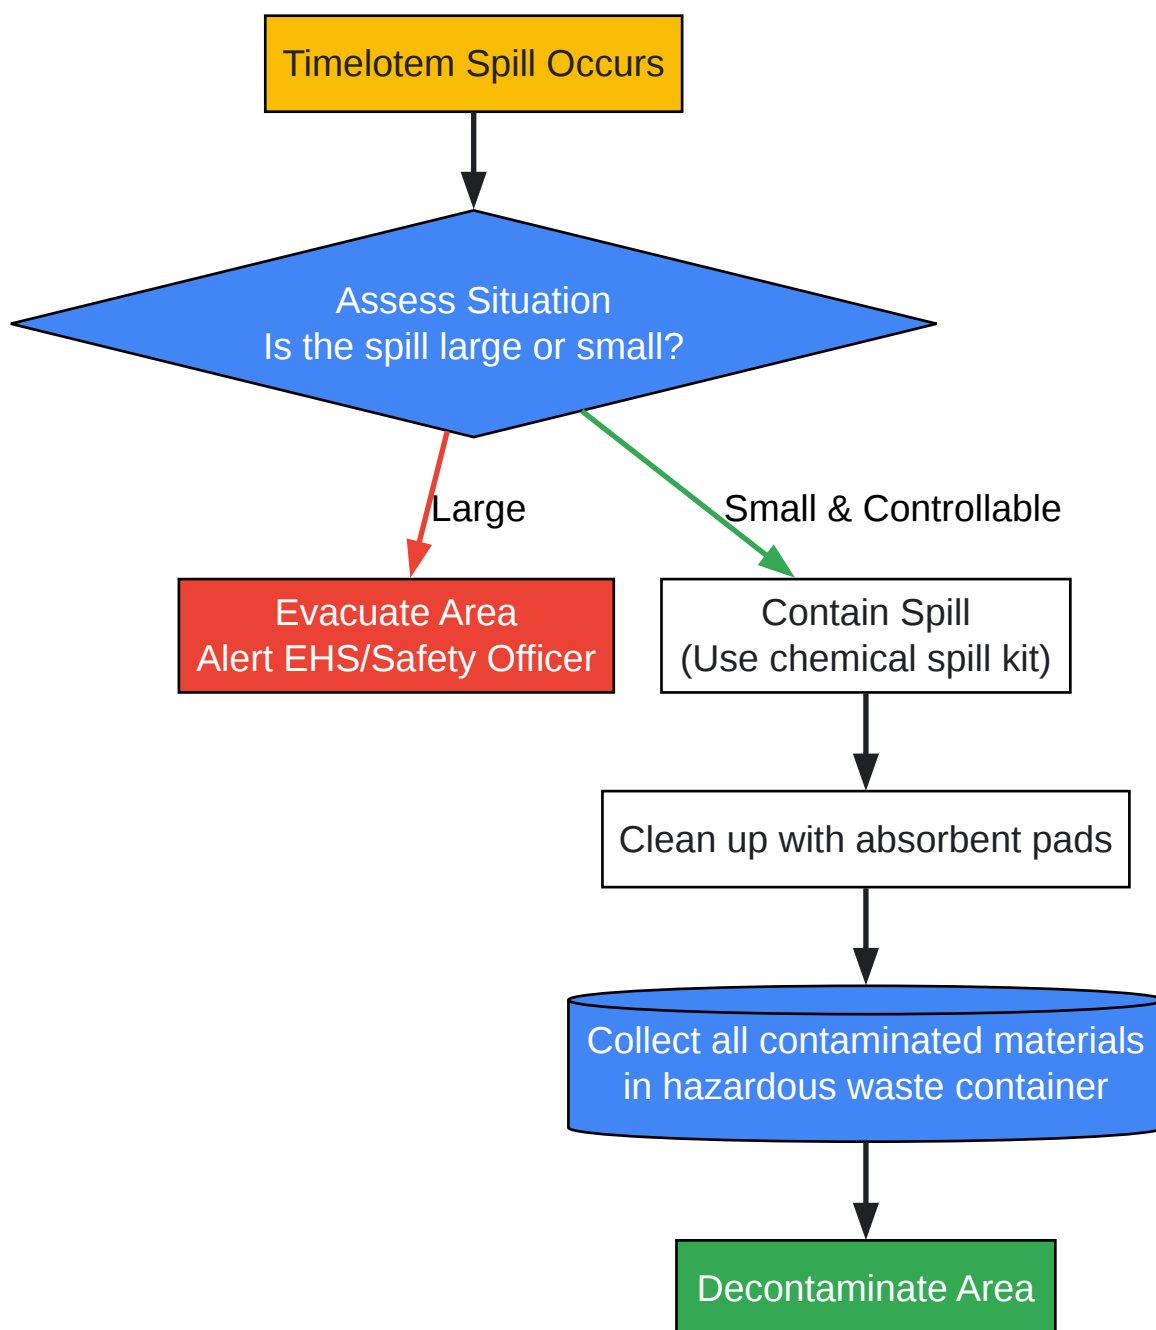 Timelotem Spill Occurs
Assess Situation
Is the spill large or small?
Large
Small & Controllable
Evacuate Area
Alert EHS/Safety Officer
Contain Spill
(Use chemical spill kit)
Clean up with absorbent pads
Collect all contaminated materials
in hazardous waste container
Decontaminate Area